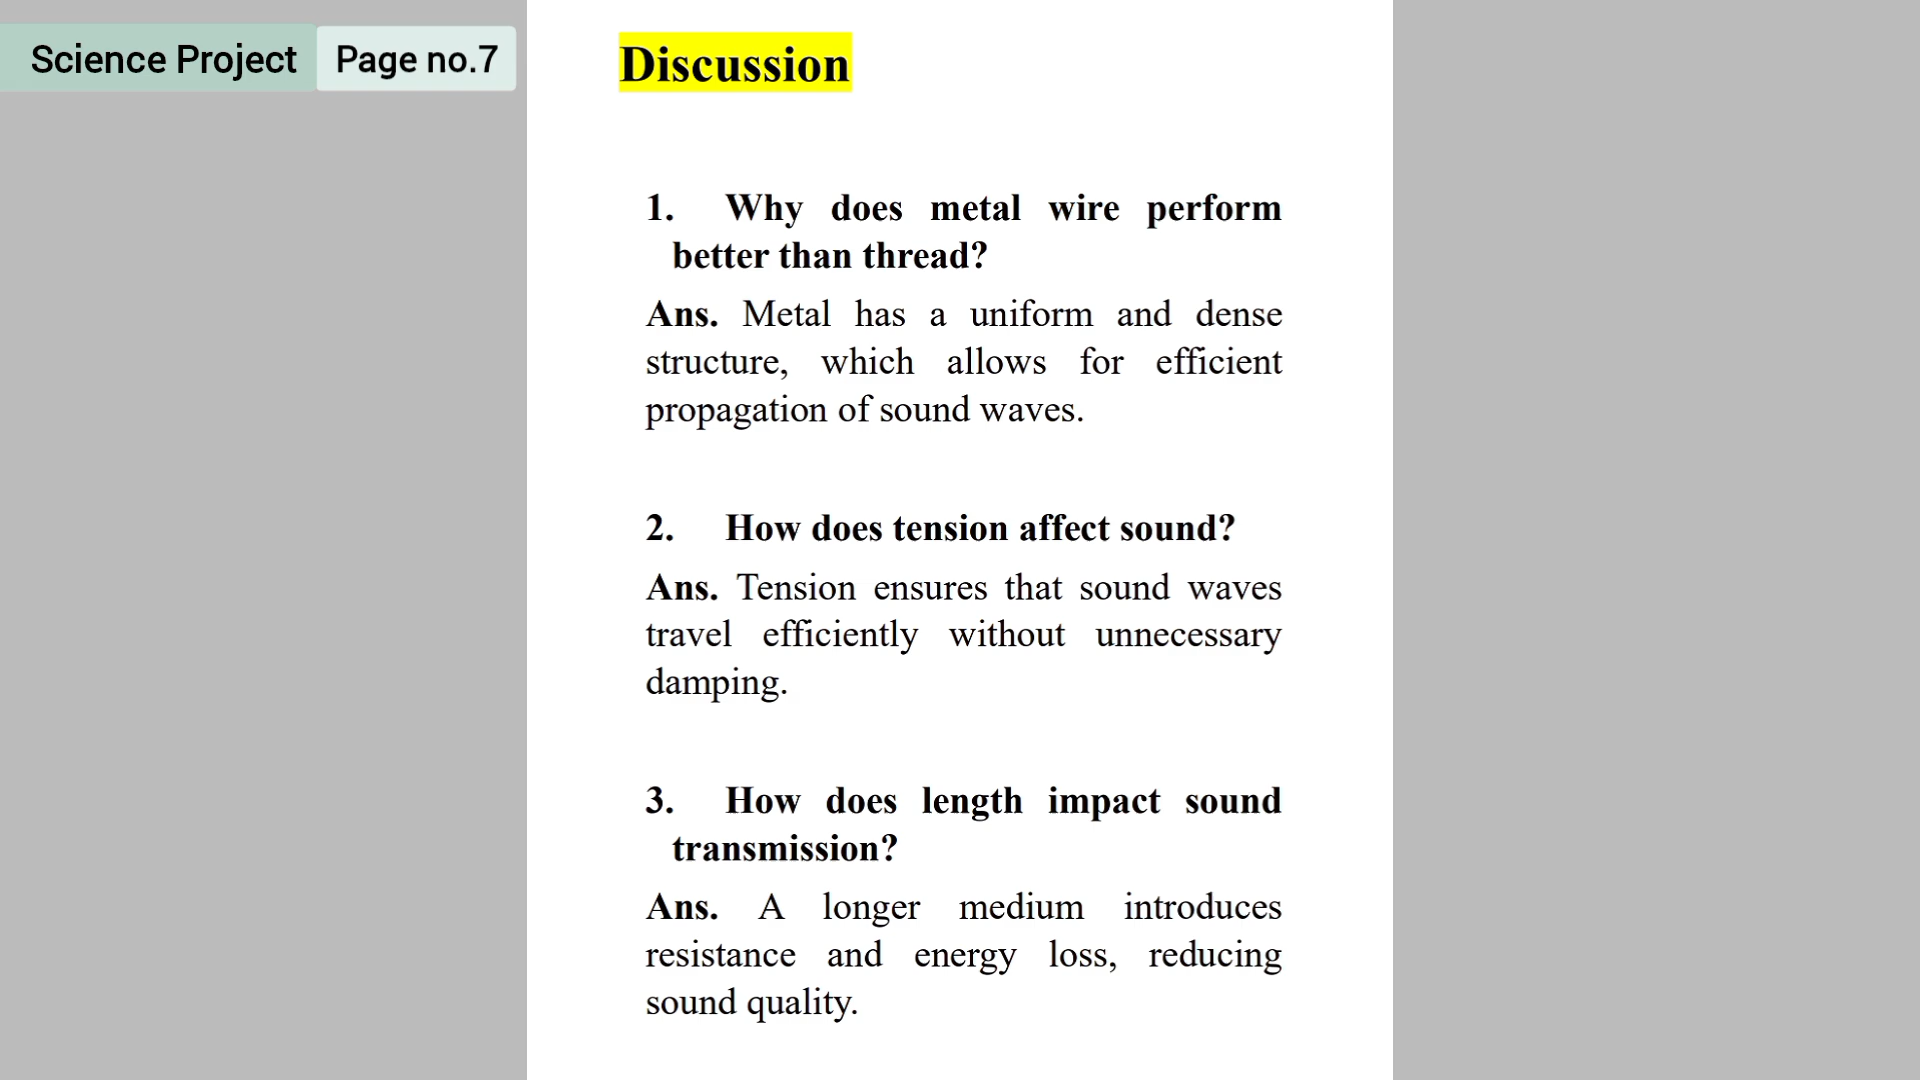 Science Project Page no.7
Discussion
1. Why does metal wire perform
better than thread?
Ans. Metal has a uniform and dense
structure, which allows for efficient
propagation of sound waves.
2. How does tension affect sound?
Ans. Tension ensures that sound waves
travel efficiently without unnecessary
damping.
3. How does length impact sound
transmission?
Ans. A longer medium introduces
resistance and energy loss, reducing
sound quality.